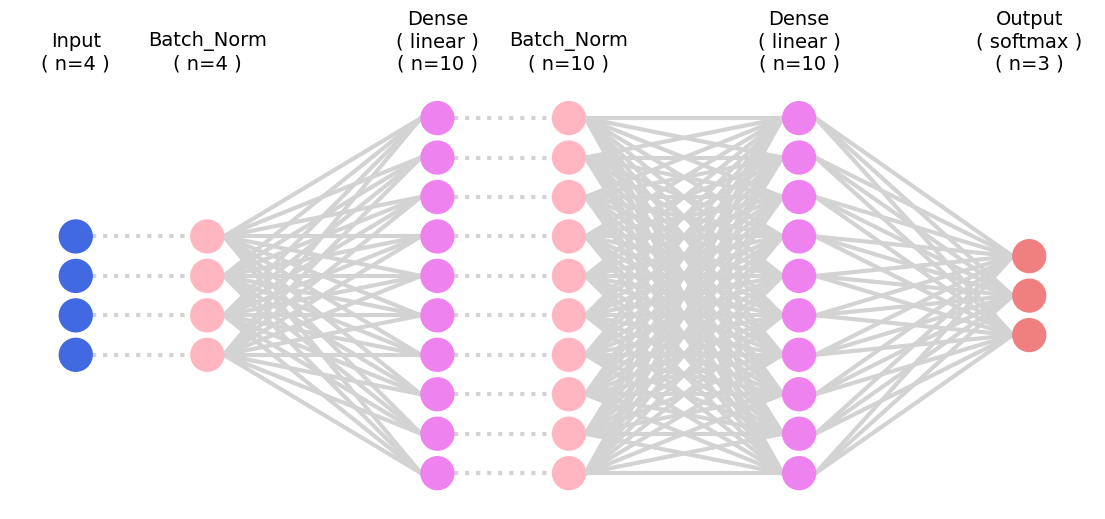 Input
( n=4 )
Batch_Norm
( n=4 )
Dense
( linear )
( n=10 )
Batch_Norm
( n=10 )
Dense
( linear )
( n=10 )
Output
( softmax )
( n=3 )